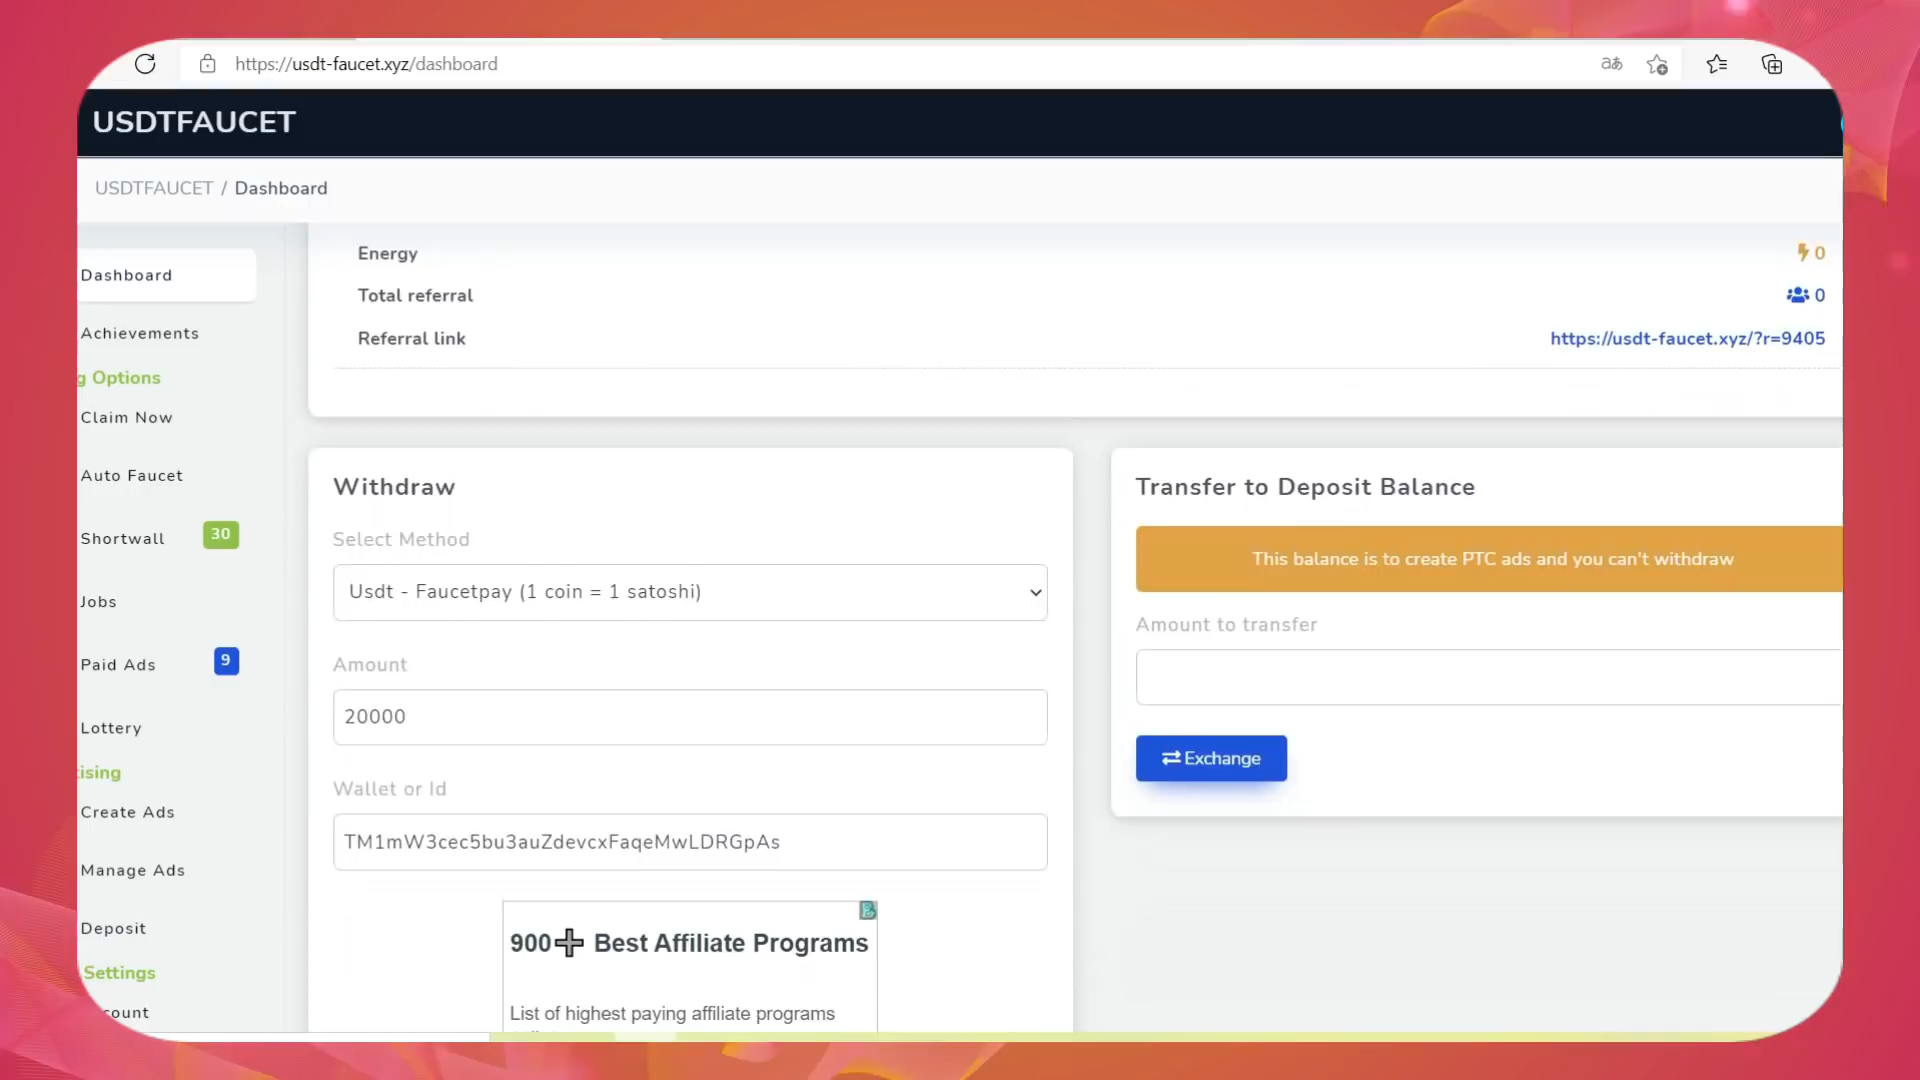 https://usdt-faucet.xyz/dashboard
USDTFAUCET
USDTFAUCET / Dashboard
Dashboard
Achievements
g Options
Claim Now
Auto Faucet
Shortwall 30
Jobs
Paid Ads 9
Lottery
ising
Create Ads
Manage Ads
Deposit
Settings
count
Energy 0
Total referral 0
Referral link https://usdt-faucet.xyz/?r=9405
Withdraw
Select Method
Usdt - Faucetpay (1 coin = 1 satoshi)
Amount
20000
Wallet or Id
TM1mW3cec5bu3auZdevcxFaqeMwLDRGpAs
900➕ Best Affiliate Programs
List of highest paying affiliate programs
Transfer to Deposit Balance
This balance is to create PTC ads and you can't withdraw
Amount to transfer
Exchange